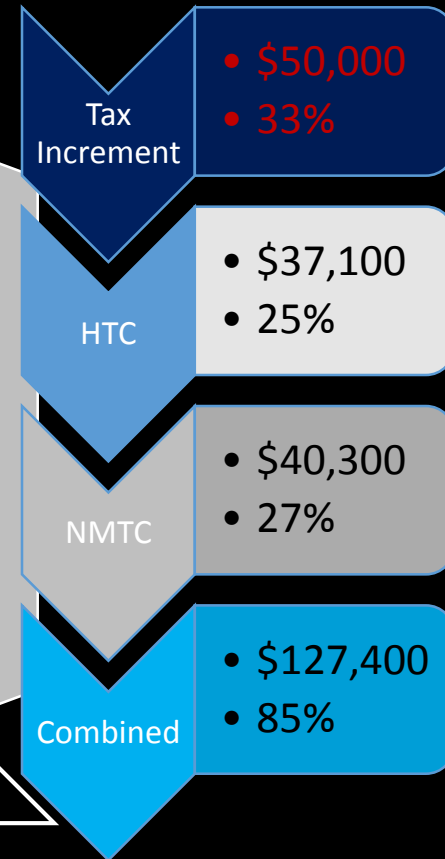 Tax
Increment
• $50,000
• 33%
HTC
• $37,100
• 25%
NMTC
• $40,300
• 27%
Combined
• $127,400
• 85%